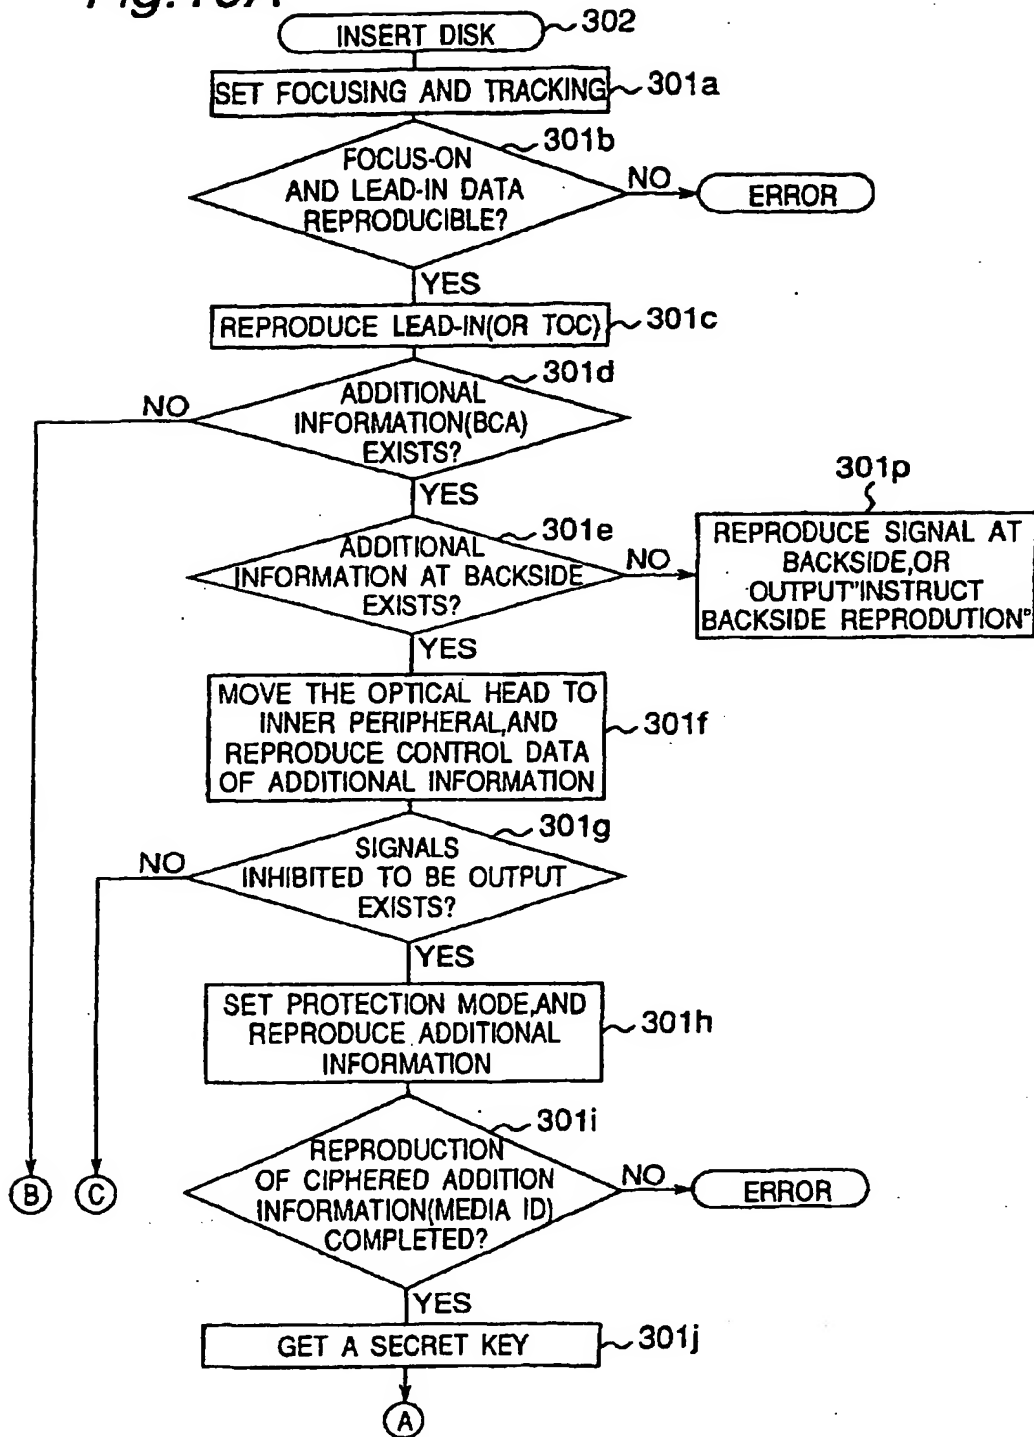 INSERT DISK
302
SET FOCUSING AND TRACKING
301a
301b
FOCUS-ON
AND LEAD-IN DATA
REPRODUCIBLE?
NO
ERROR
YES
REPRODUCE LEAD-IN(OR TOC)
301c
301d
ADDITIONAL
INFORMATION(BCA)
EXISTS?
NO
YES
301e
ADDITIONAL
INFORMATION AT BACKSIDE
EXISTS?
NO
301p
REPRODUCE SIGNAL AT
BACKSIDE,OR
OUTPUT"INSTRUCT
BACKSIDE REPRODUTION"
YES
MOVE THE OPTICAL HEAD TO
INNER PERIPHERAL,AND
REPRODUCE CONTROL DATA
OF ADDITIONAL INFORMATION
301f
301g
SIGNALS
INHIBITED TO BE OUTPUT
EXISTS?
NO
YES
SET PROTECTION MODE,AND
REPRODUCE ADDITIONAL
INFORMATION
301h
301i
REPRODUCTION
OF CIPHERED ADDITION
INFORMATION(MEDIA ID)
COMPLETED?
NO
ERROR
B
C
YES
GET A SECRET KEY
301j
A